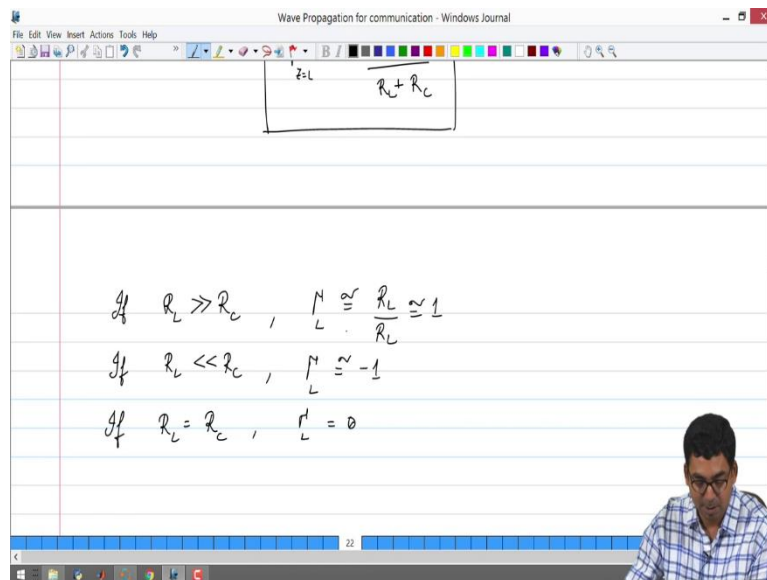 Wave Propagation for communication - Windows Journal
File Edit View Insert Actions Tools Help
B I
z=L
R_L + R_C
If R_L >> R_C , Γ_L ≅ R_L / R_L ≅ 1
If R_L << R_C , Γ_L ≅ -1
If R_L = R_C , Γ_L = 0
22